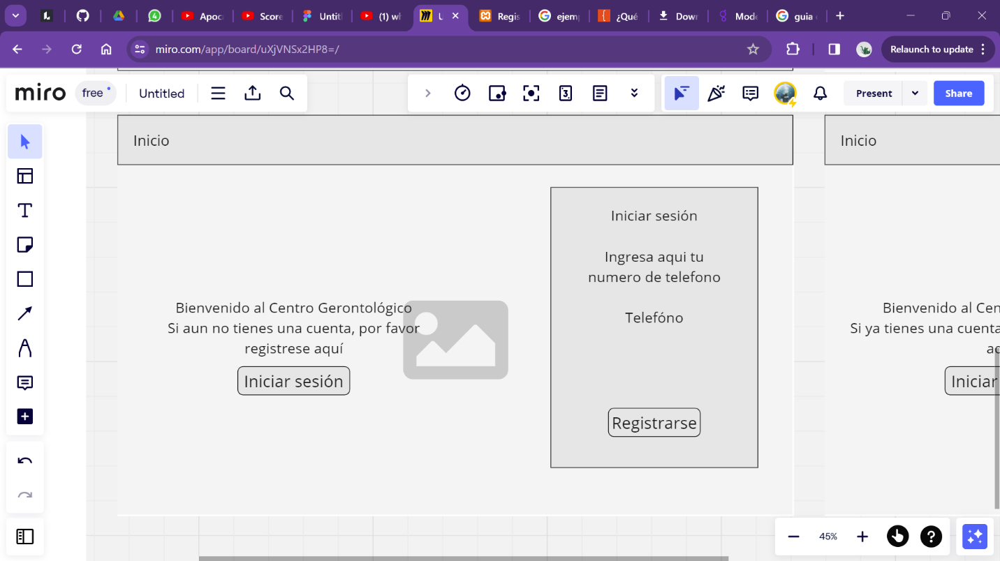 Apoc
Score
Untitl
(1) wh
U
Regis
ejemp
¿Qué
Dow
Mode
guia
miro.com/app/board/uXjVNSx2HP8=/
Relaunch to update
miro
free
Untitled
3
Present
Share
Inicio
Inicio
Iniciar sesión
Ingresa aqui tu
numero de telefono
Telefóno
Registrarse
Bienvenido al Centro Gerontológico
Si aun no tienes una cuenta, por favor
registrese aquí
Iniciar sesión
Bienvenido al Cen
Si ya tienes una cuenta
Iniciar
45%